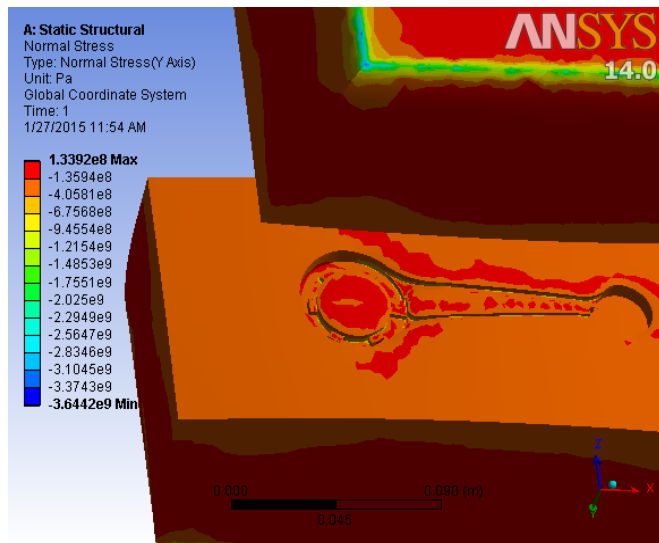 A: Static Structural
Normal Stress
Type: Normal Stress(Y Axis)
Unit: Pa
Global Coordinate System
Time: 1
1/27/2015 11:54 AM
ANSYS
14.0
1.3392e8 Max
-1.3594e8
-4.0581e8
-6.7568e8
-9.4554e8
-1.2154e9
-1.4853e9
-1.7551e9
-2.025e9
-2.2949e9
-2.5647e9
-2.8346e9
-3.1045e9
-3.3743e9
-3.6442e9 Min
0.000
0.090 (m)
0.045
Z
X
Y